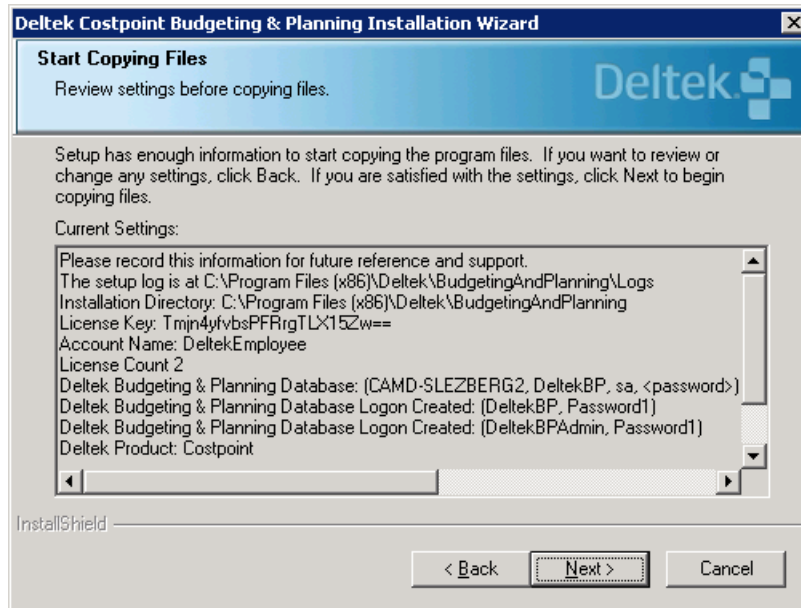 Deltek Costpoint Budgeting & Planning Installation Wizard
Start Copying Files
Review settings before copying files.
Deltek
Setup has enough information to start copying the program files. If you want to review or
change any settings, click Back. If you are satisfied with the settings, click Next to begin
copying files.
Current Settings:
Please record this information for future reference and support.
The setup log is at C:\Program Files (x86)\Deltek\BudgetingAndPlanning\Logs
Installation Directory: C:\Program Files (x86)\Deltek\BudgetingAndPlanning
License Key: Tmjn4yfvbsPFRrgTLX15Zw==
Account Name: DeltekEmployee
License Count 2
Deltek Budgeting & Planning Database: (CAMD-SLEZBERG2, DeltekBP, sa, <password>)
Deltek Budgeting & Planning Database Logon Created: (DeltekBP, Password1)
Deltek Budgeting & Planning Database Logon Created: (DeltekBPAdmin, Password1)
Deltek Product: Costpoint
InstallShield
< Back
Next >
Cancel